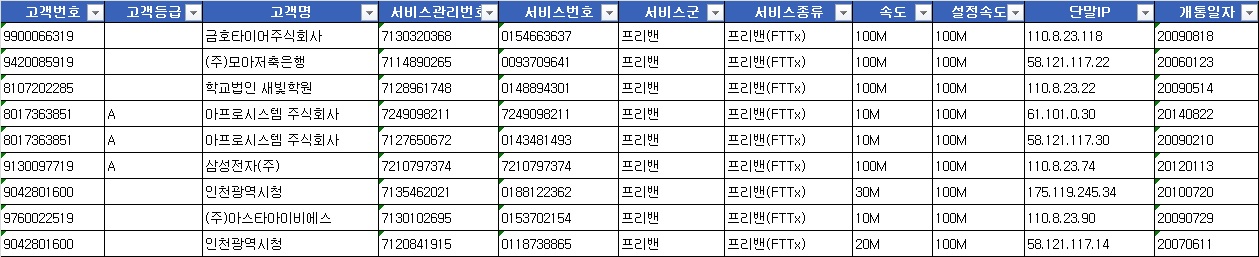 고객번호 고객등급 고객명 서비스관리번호 서비스번호 서비스군 서비스종류 속도 설정속도 단말IP 개통일자
9900066319 금호타이어주식회사 7130320368 0154663637 프리밴 프리밴(FTTx) 100M 100M 110.8.23.118 20090818
9420085919 (주)모아저축은행 7114890265 0093709641 프리밴 프리밴(FTTx) 100M 100M 58.121.117.22 20060123
8107202285 학교법인 새빛학원 7128961748 0148894301 프리밴 프리밴(FTTx) 100M 100M 110.8.23.22 20090514
8017363851 A 아프로시스템 주식회사 7249098211 7249098211 프리밴 프리밴(FTTx) 10M 100M 61.101.0.30 20140822
8017363851 A 아프로시스템 주식회사 7127650672 0143481493 프리밴 프리밴(FTTx) 10M 100M 58.121.117.30 20090210
9130097719 A 삼성전자(주) 7210797374 7210797374 프리밴 프리밴(FTTx) 100M 100M 110.8.23.74 20120113
9042801600 인천광역시청 7135462021 0188122362 프리밴 프리밴(FTTx) 30M 100M 175.119.245.34 20100720
9760022519 (주)아스타아이비에스 7130102695 0153702154 프리밴 프리밴(FTTx) 10M 100M 110.8.23.90 20090729
9042801600 인천광역시청 7120841915 0118738865 프리밴 프리밴(FTTx) 20M 100M 58.121.117.14 20070611